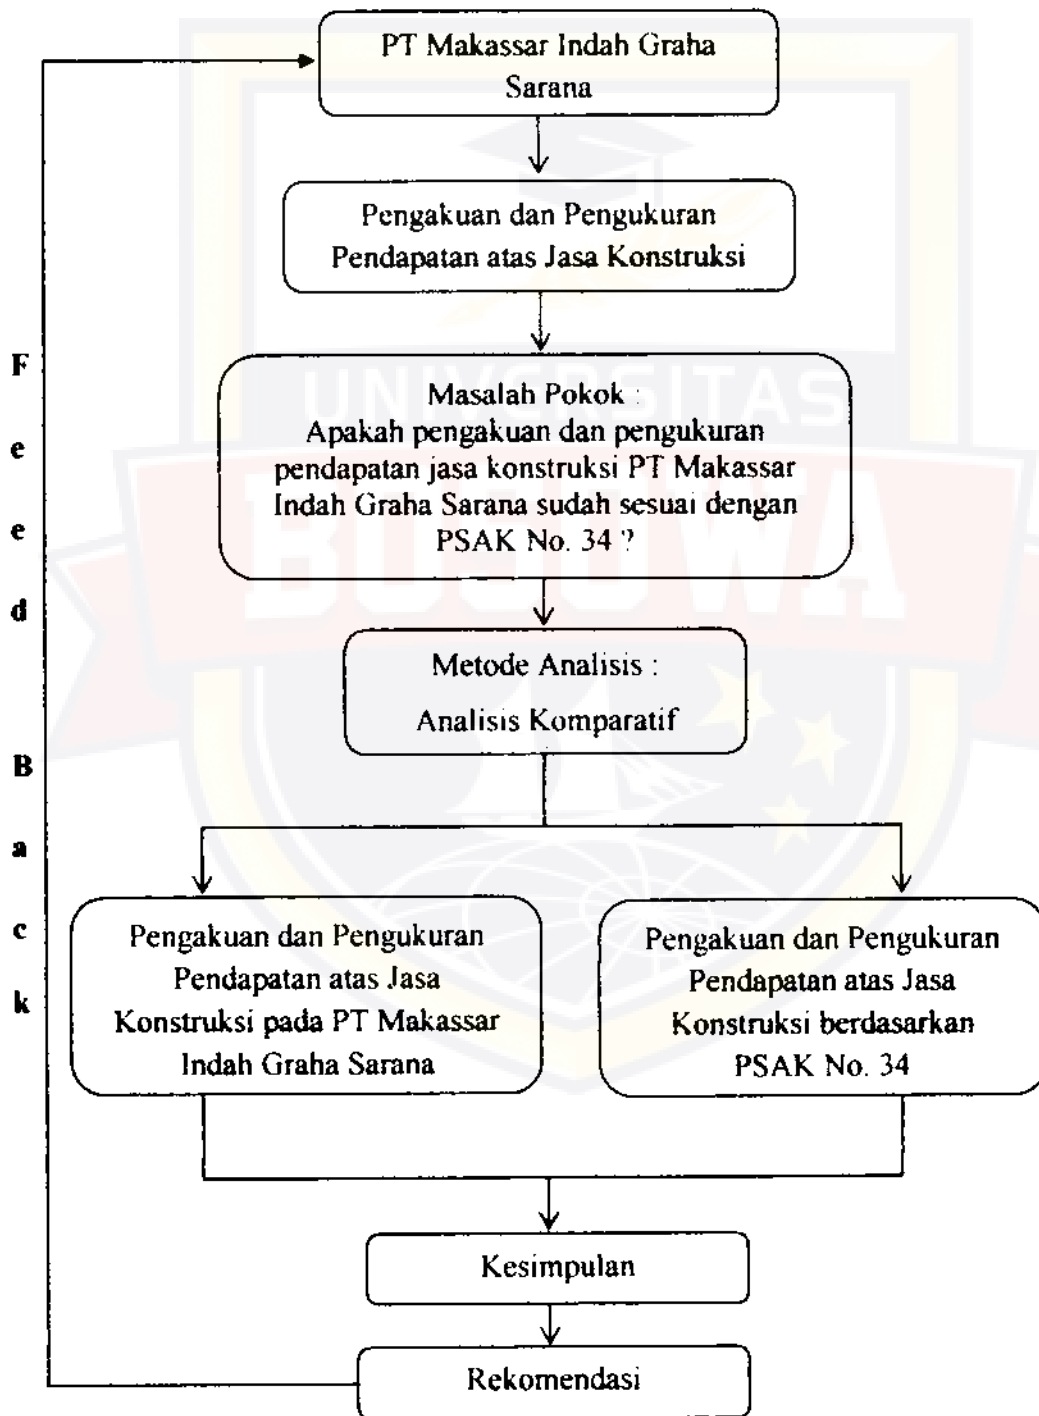 PT Makassar Indah Graha
Sarana
Pengakuan dan Pengukuran
Pendapatan atas Jasa Konstruksi
Masalah Pokok :
Apakah pengakuan dan pengukuran
pendapatan jasa konstruksi PT Makassar
Indah Graha Sarana sudah sesuai dengan
PSAK No. 34 ?
Metode Analisis :
Analisis Komparatif
Pengakuan dan Pengukuran
Pendapatan atas Jasa
Konstruksi pada PT Makassar
Indah Graha Sarana
Pengakuan dan Pengukuran
Pendapatan atas Jasa
Konstruksi berdasarkan
PSAK No. 34
Kesimpulan
Rekomendasi
F
e
e
d
B
a
c
k
UNIVERSITAS
BOSOWA